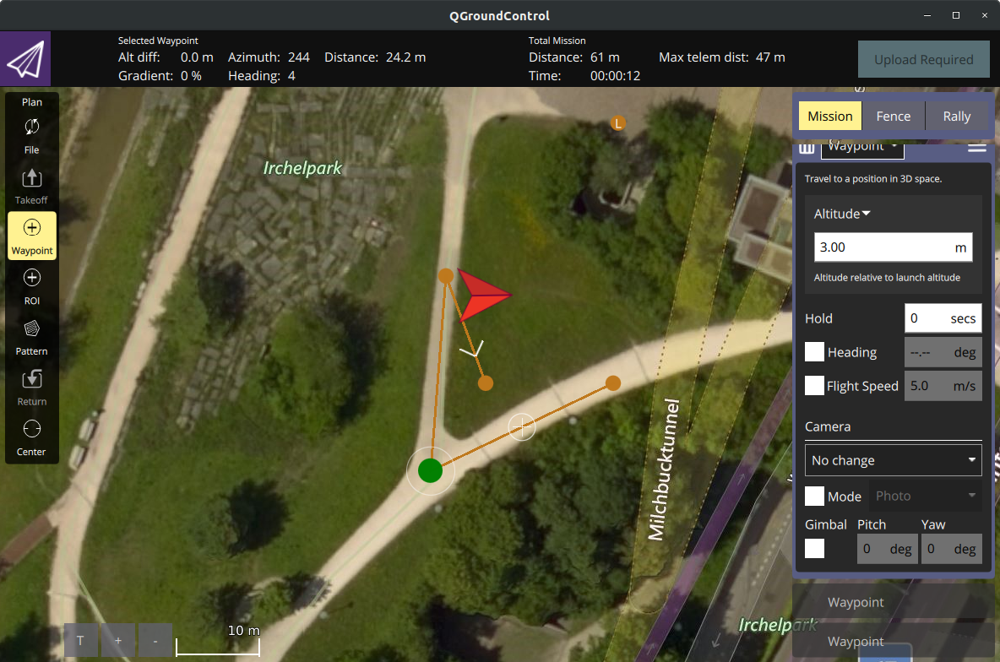 QGroundControl
Selected Waypoint
Alt diff: 0.0 m Azimuth: 244 Distance: 24.2 m
Gradient: 0 % Heading: 4
Total Mission
Distance: 61 m Max telem dist: 47 m
Time: 00:00:12
Upload Required
Plan
File
Takeoff
Waypoint
ROI
Pattern
Return
Center
Irchelpark
L
Milchbucktunnel
Irchelpark
T
+
-
10 m
Mission Fence Rally
Waypoint
Travel to a position in 3D space.
Altitude
3.00 m
Altitude relative to launch altitude
Hold 0 secs
Heading --.-- deg
Flight Speed 5.0 m/s
Camera
No change
Mode Photo
Gimbal Pitch Yaw
0 deg 0 deg
Waypoint
Waypoint